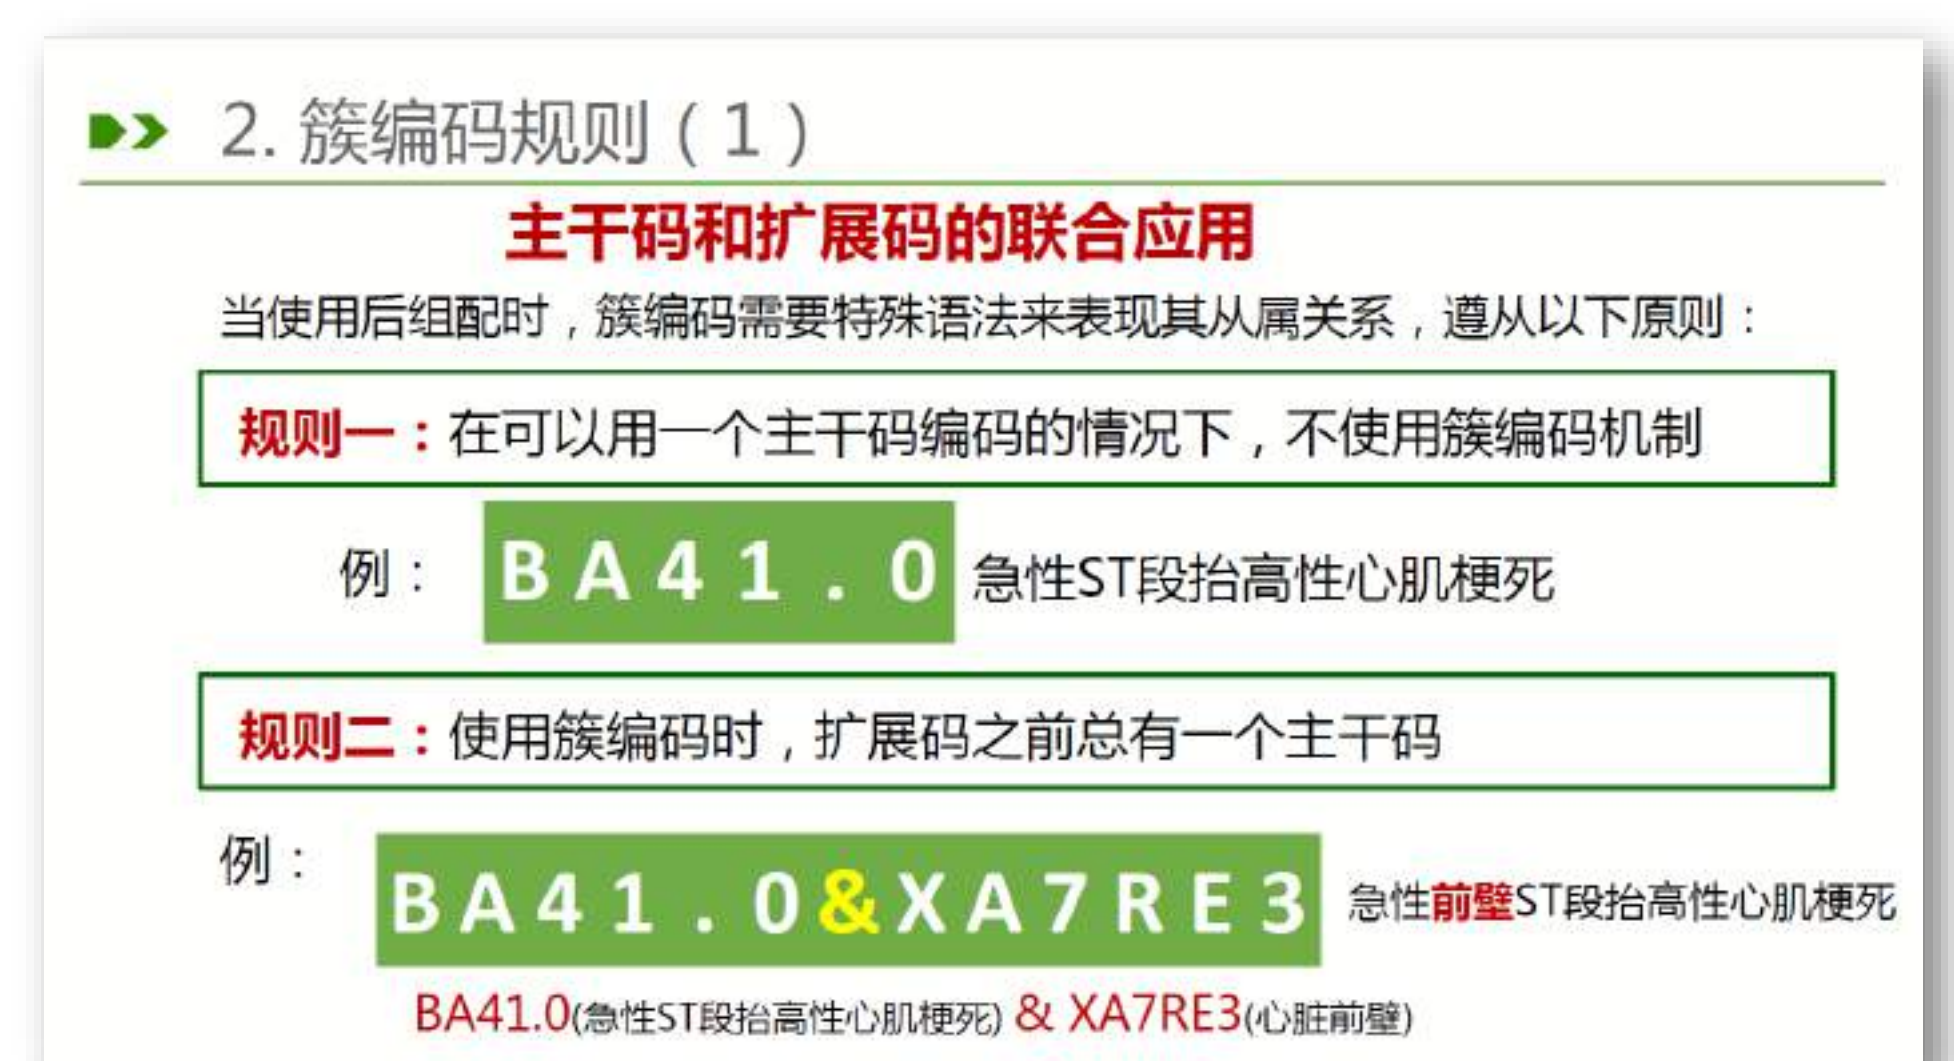 2. 簇编码规则（1）
主干码和扩展码的联合应用
当使用后组配时，簇编码需要特殊语法来表现其从属关系，遵从以下原则：
规则一：在可以用一个主干码编码的情况下，不使用簇编码机制
例： BA41.0 急性ST段抬高性心肌梗死
规则二：使用簇编码时，扩展码之前总有一个主干码
例： BA41.0&XA7RE3 急性前壁ST段抬高性心肌梗死
BA41.0(急性ST段抬高性心肌梗死) & XA7RE3(心脏前壁)